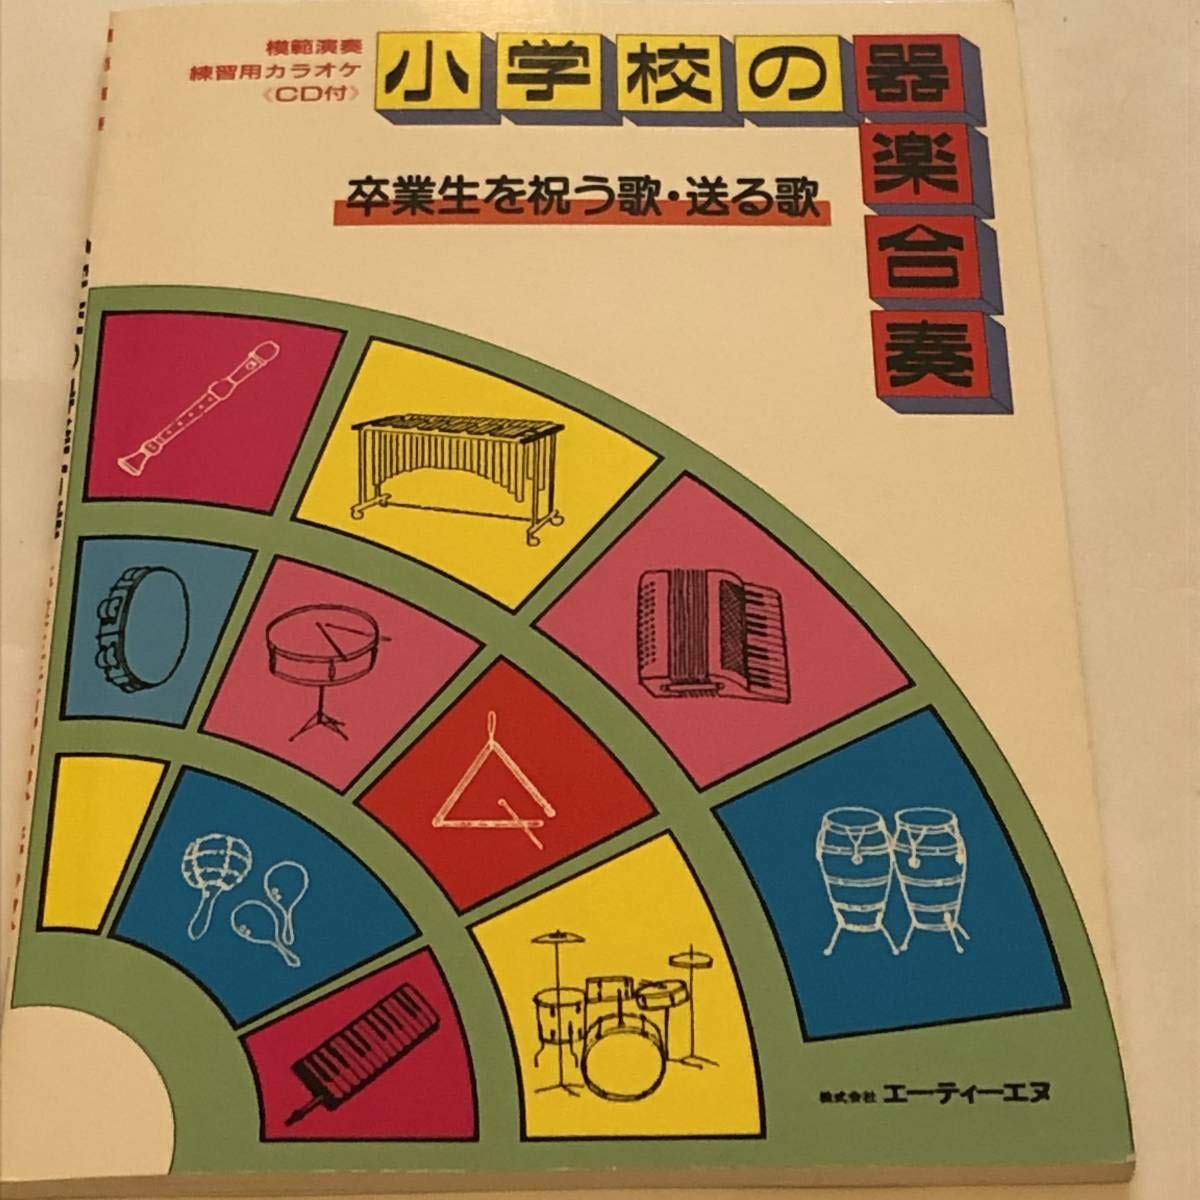 模範演奏
練習用カラオケ
《CD付》
小学校の器楽合奏
卒業生を祝う歌・送る歌
株式会社 エー・ティー・エヌ